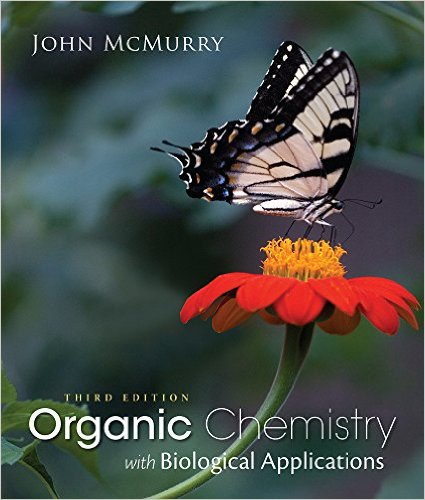 JOHN MCMURRY
THIRD EDITION
Organic Chemistry
with Biological Applications